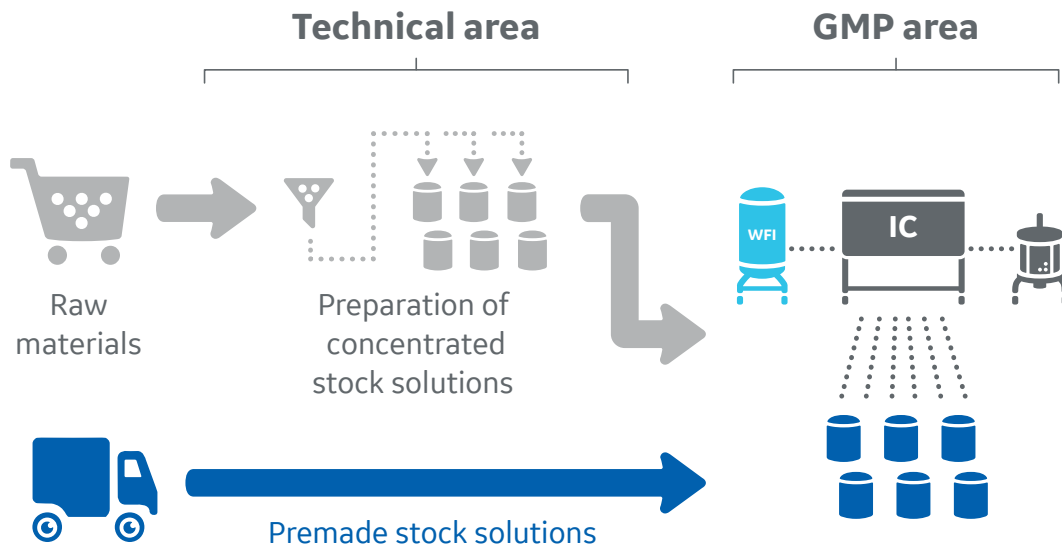 Technical area
GMP area
WFI
IC
Raw
materials
Preparation of
concentrated
stock solutions
Premade stock solutions